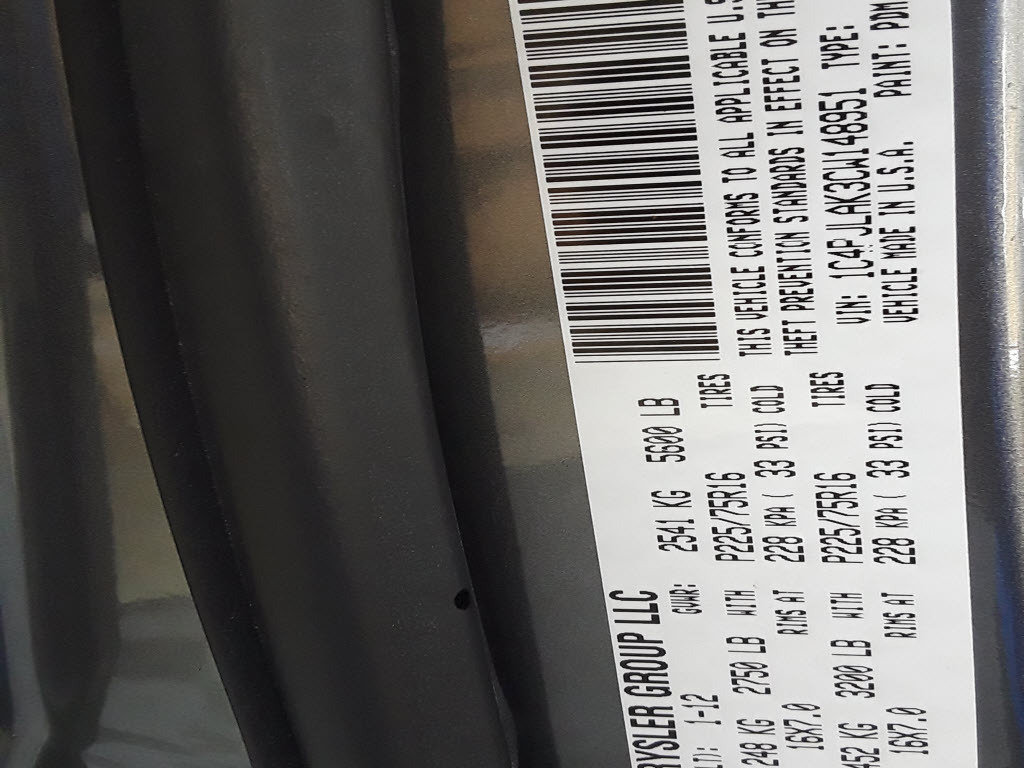 RYSLER GROUP LLC
LT: 1-12 GVWR: 2541 KG 5600 LB
248 KG 2750 LB WITH P225/75R16 TIRES
16X7.0 RIMS AT 228 KPA ( 33 PSI) COLD
452 KG 3200 LB WITH P225/75R16 TIRES
16X7.0 RIMS AT 228 KPA ( 33 PSI) COLD
THIS VEHICLE CONFORMS TO ALL APPLICABLE U.S
THEFT PREVENTION STANDARDS IN EFFECT ON TH
VIN: 1C4PJLAK3CW148951 TYPE:
VEHICLE MADE IN U.S.A. PAINT: PDM